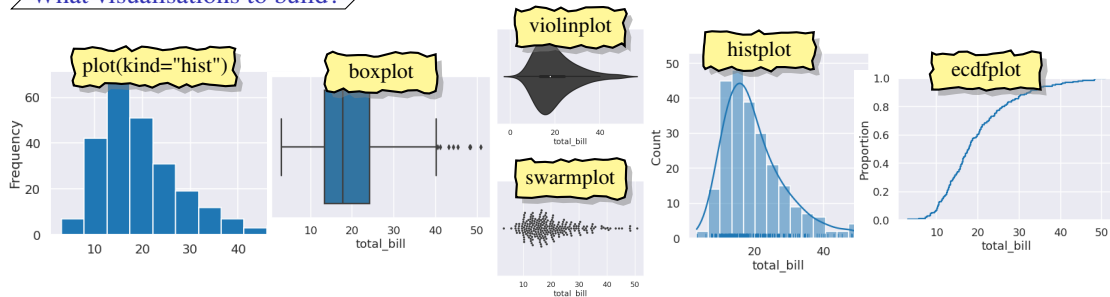 What visualisations to build?
plot(kind="hist")
Frequency
60
40
20
0
10
20
30
40
boxplot
10
20
30
40
50
total_bill
violinplot
0
20
40
total_bill
swarmplot
10
20
30
40
50
total_bill
histplot
Count
50
40
30
20
10
0
20
40
total_bill
ecdfplot
Proportion
1.0
0.8
0.6
0.4
0.2
0.0
10
20
30
40
50
total_bill